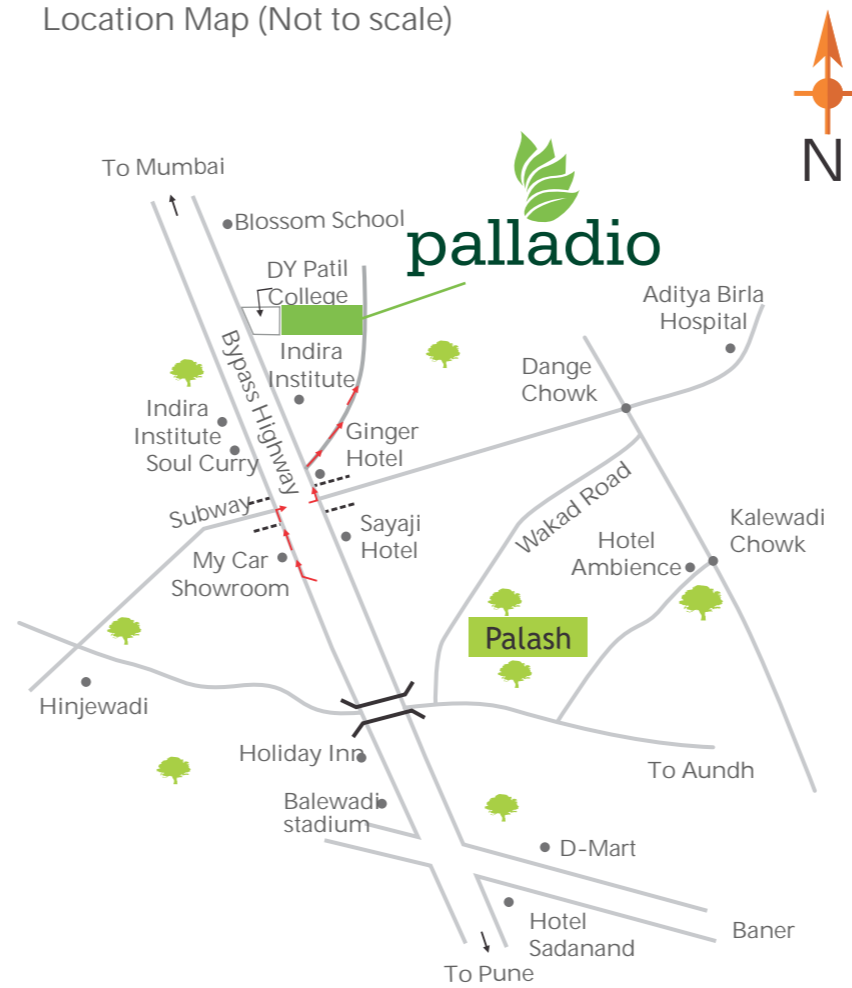 Location Map (Not to scale)
N
To Mumbai
Blossom School
palladio
DY Patil
College
Aditya Birla
Hospital
Bypass Highway
Indira
Institute
Dange
Chowk
Indira
Institute
Soul Curry
Ginger
Hotel
Subway
Sayaji
Hotel
Wakad Road
Kalewadi
Chowk
Hotel
Ambience
My Car
Showroom
Palash
Hinjewadi
Holiday Inn
To Aundh
Balewadi
stadium
D-Mart
Hotel
Sadanand
Baner
To Pune